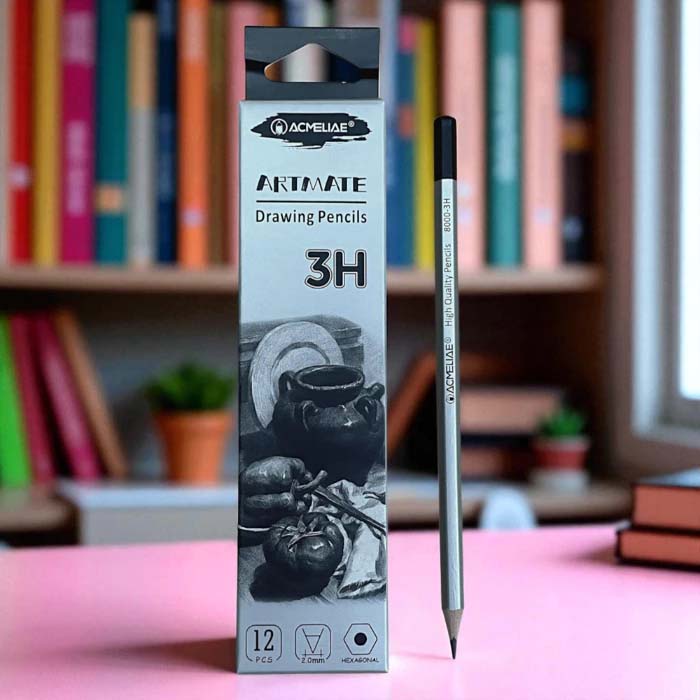 ACMELIAE®
ARTMATE
Drawing Pencils
3H
12
PCS
2.0mm
HEXAGONAL
ACMELIAE® High Quality Pencils 8000-3H